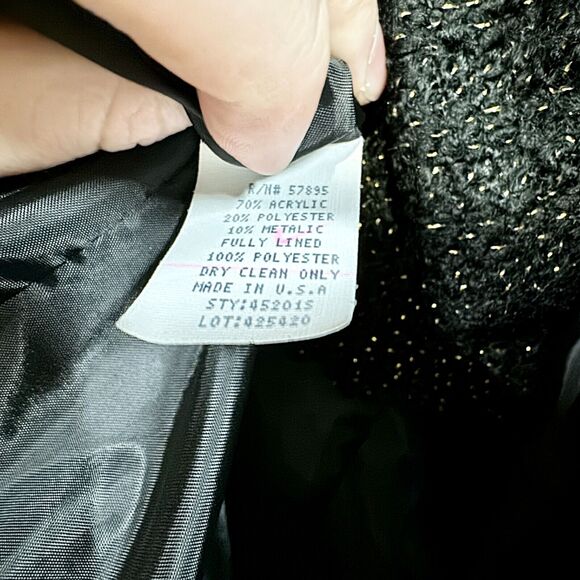 R/N# 57895
70% ACRYLIC
20% POLYESTER
10% METALIC
FULLY LINED
100% POLYESTER
DRY CLEAN ONLY
MADE IN U.S.A
STY:45201S
LOT:425420